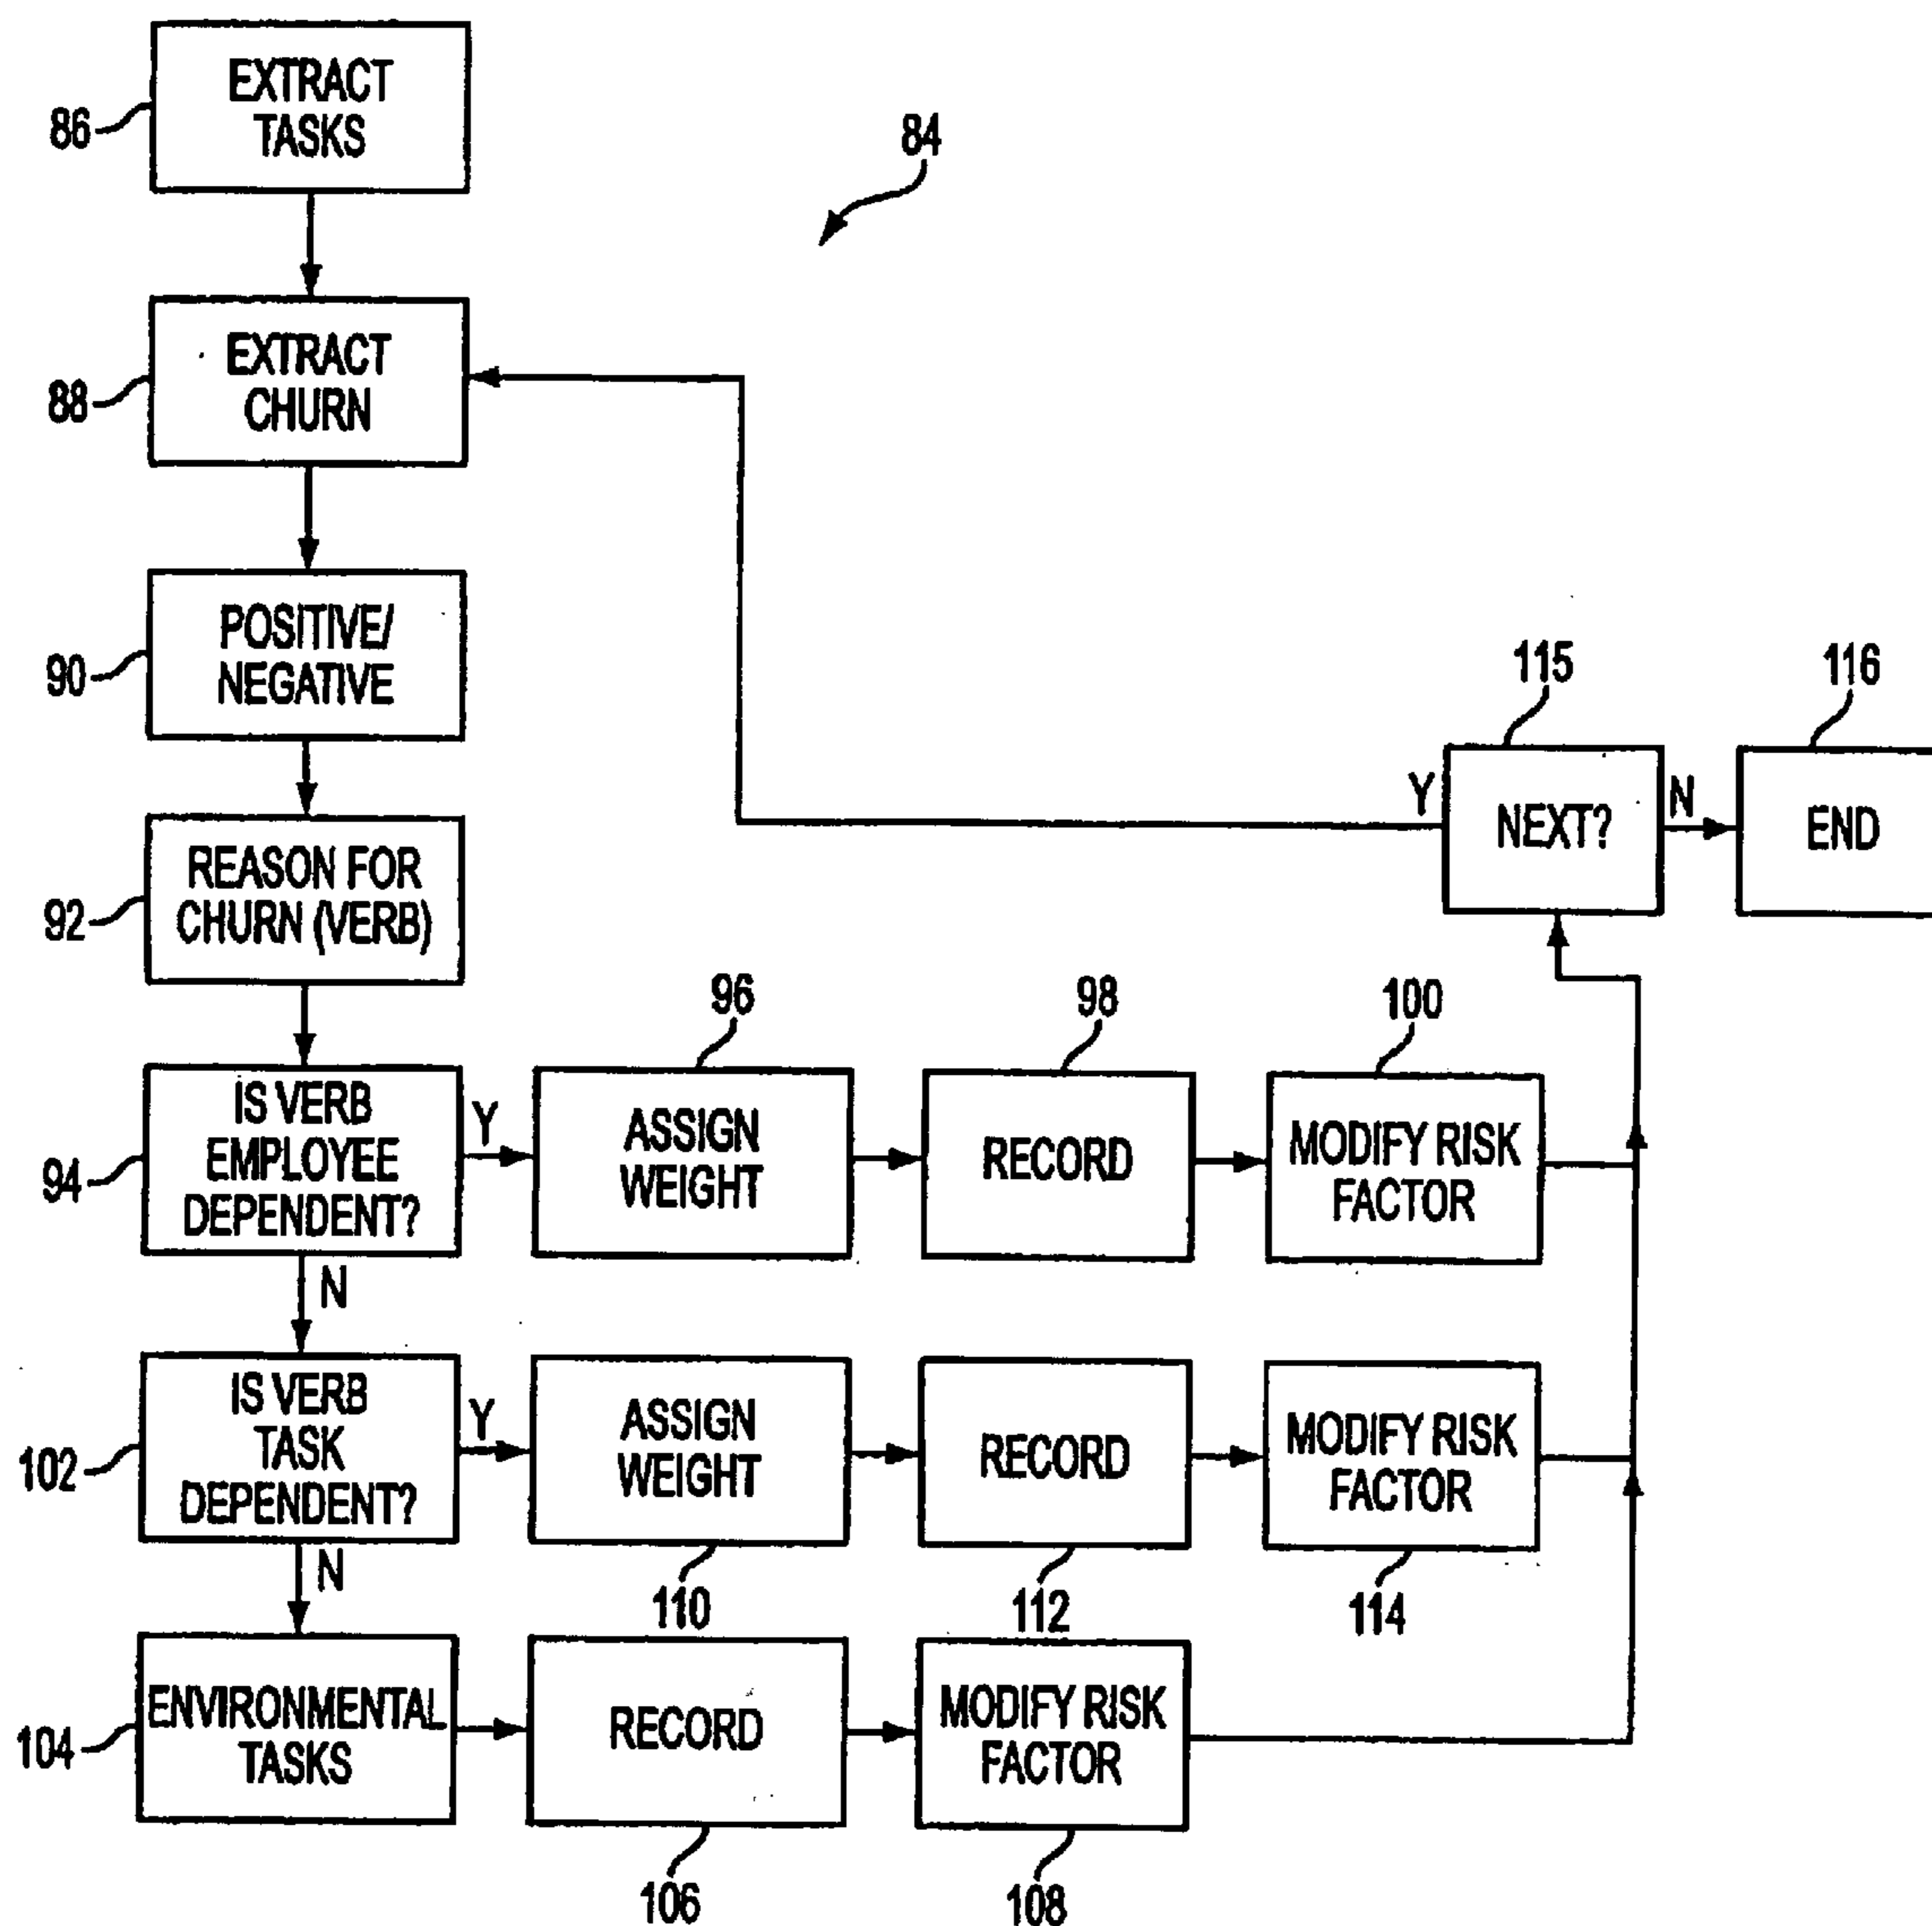 EXTRACT
TASKS
86
84
EXTRACT
CHURN
88
POSITIVE/
NEGATIVE
90
115
116
Y
NEXT?
N
END
REASON FOR
CHURN (VERB)
92
96
98
100
IS VERB
EMPLOYEE
DEPENDENT?
94
Y
ASSIGN
WEIGHT
RECORD
MODIFY RISK
FACTOR
N
IS VERB
TASK
DEPENDENT?
102
Y
ASSIGN
WEIGHT
RECORD
MODIFY RISK
FACTOR
N
110
112
114
ENVIRONMENTAL
TASKS
104
RECORD
MODIFY RISK
FACTOR
106
108